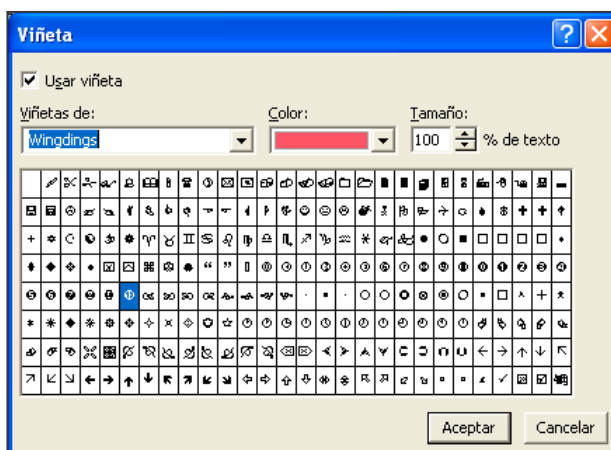 Viñeta
Usar viñeta
Viñetas de: Color: Tamaño:
Wingdings 100 % de texto
Aceptar Cancelar